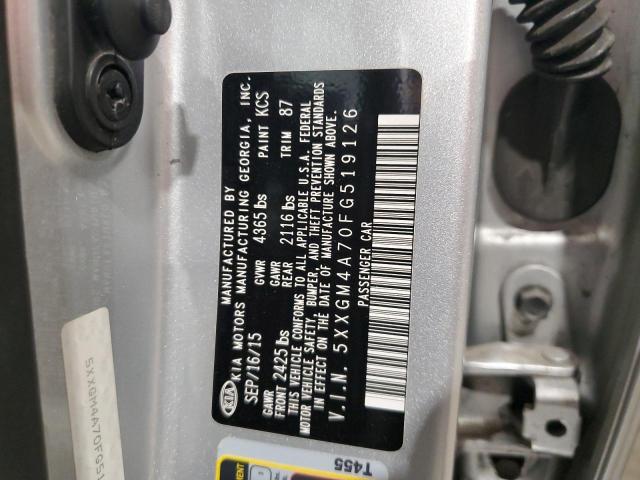 MANUFACTURED BY
KIA KIA MOTORS MANUFACTURING GEORGIA, INC.
SEP/16/15 GVWR 4365 lbs PAINT KCS
GAWR FRONT 2425 lbs GAWR REAR 2116 lbs TRIM 87
THIS VEHICLE CONFORMS TO ALL APPLICABLE U.S.A. FEDERAL
MOTOR VEHICLE SAFETY, BUMPER, AND THEFT PREVENTION STANDARDS
IN EFFECT ON THE DATE OF MANUFACTURE SHOWN ABOVE.
V.I.N. 5XXGM4A70FG519126
PASSENGER CAR
5XXGM4A70FG51
T455